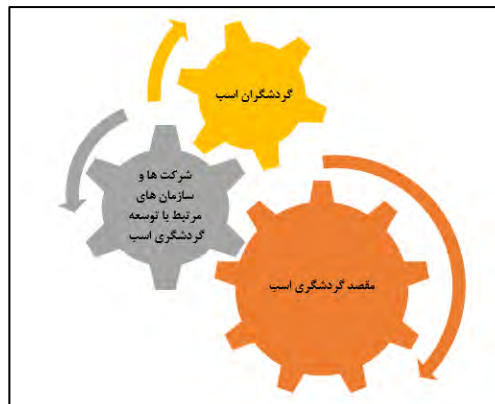 گردشگران اسب
شرکت ها و
سازمان های
مرتبط با توسعه
گردشگری اسب
مقصد گردشگری اسب